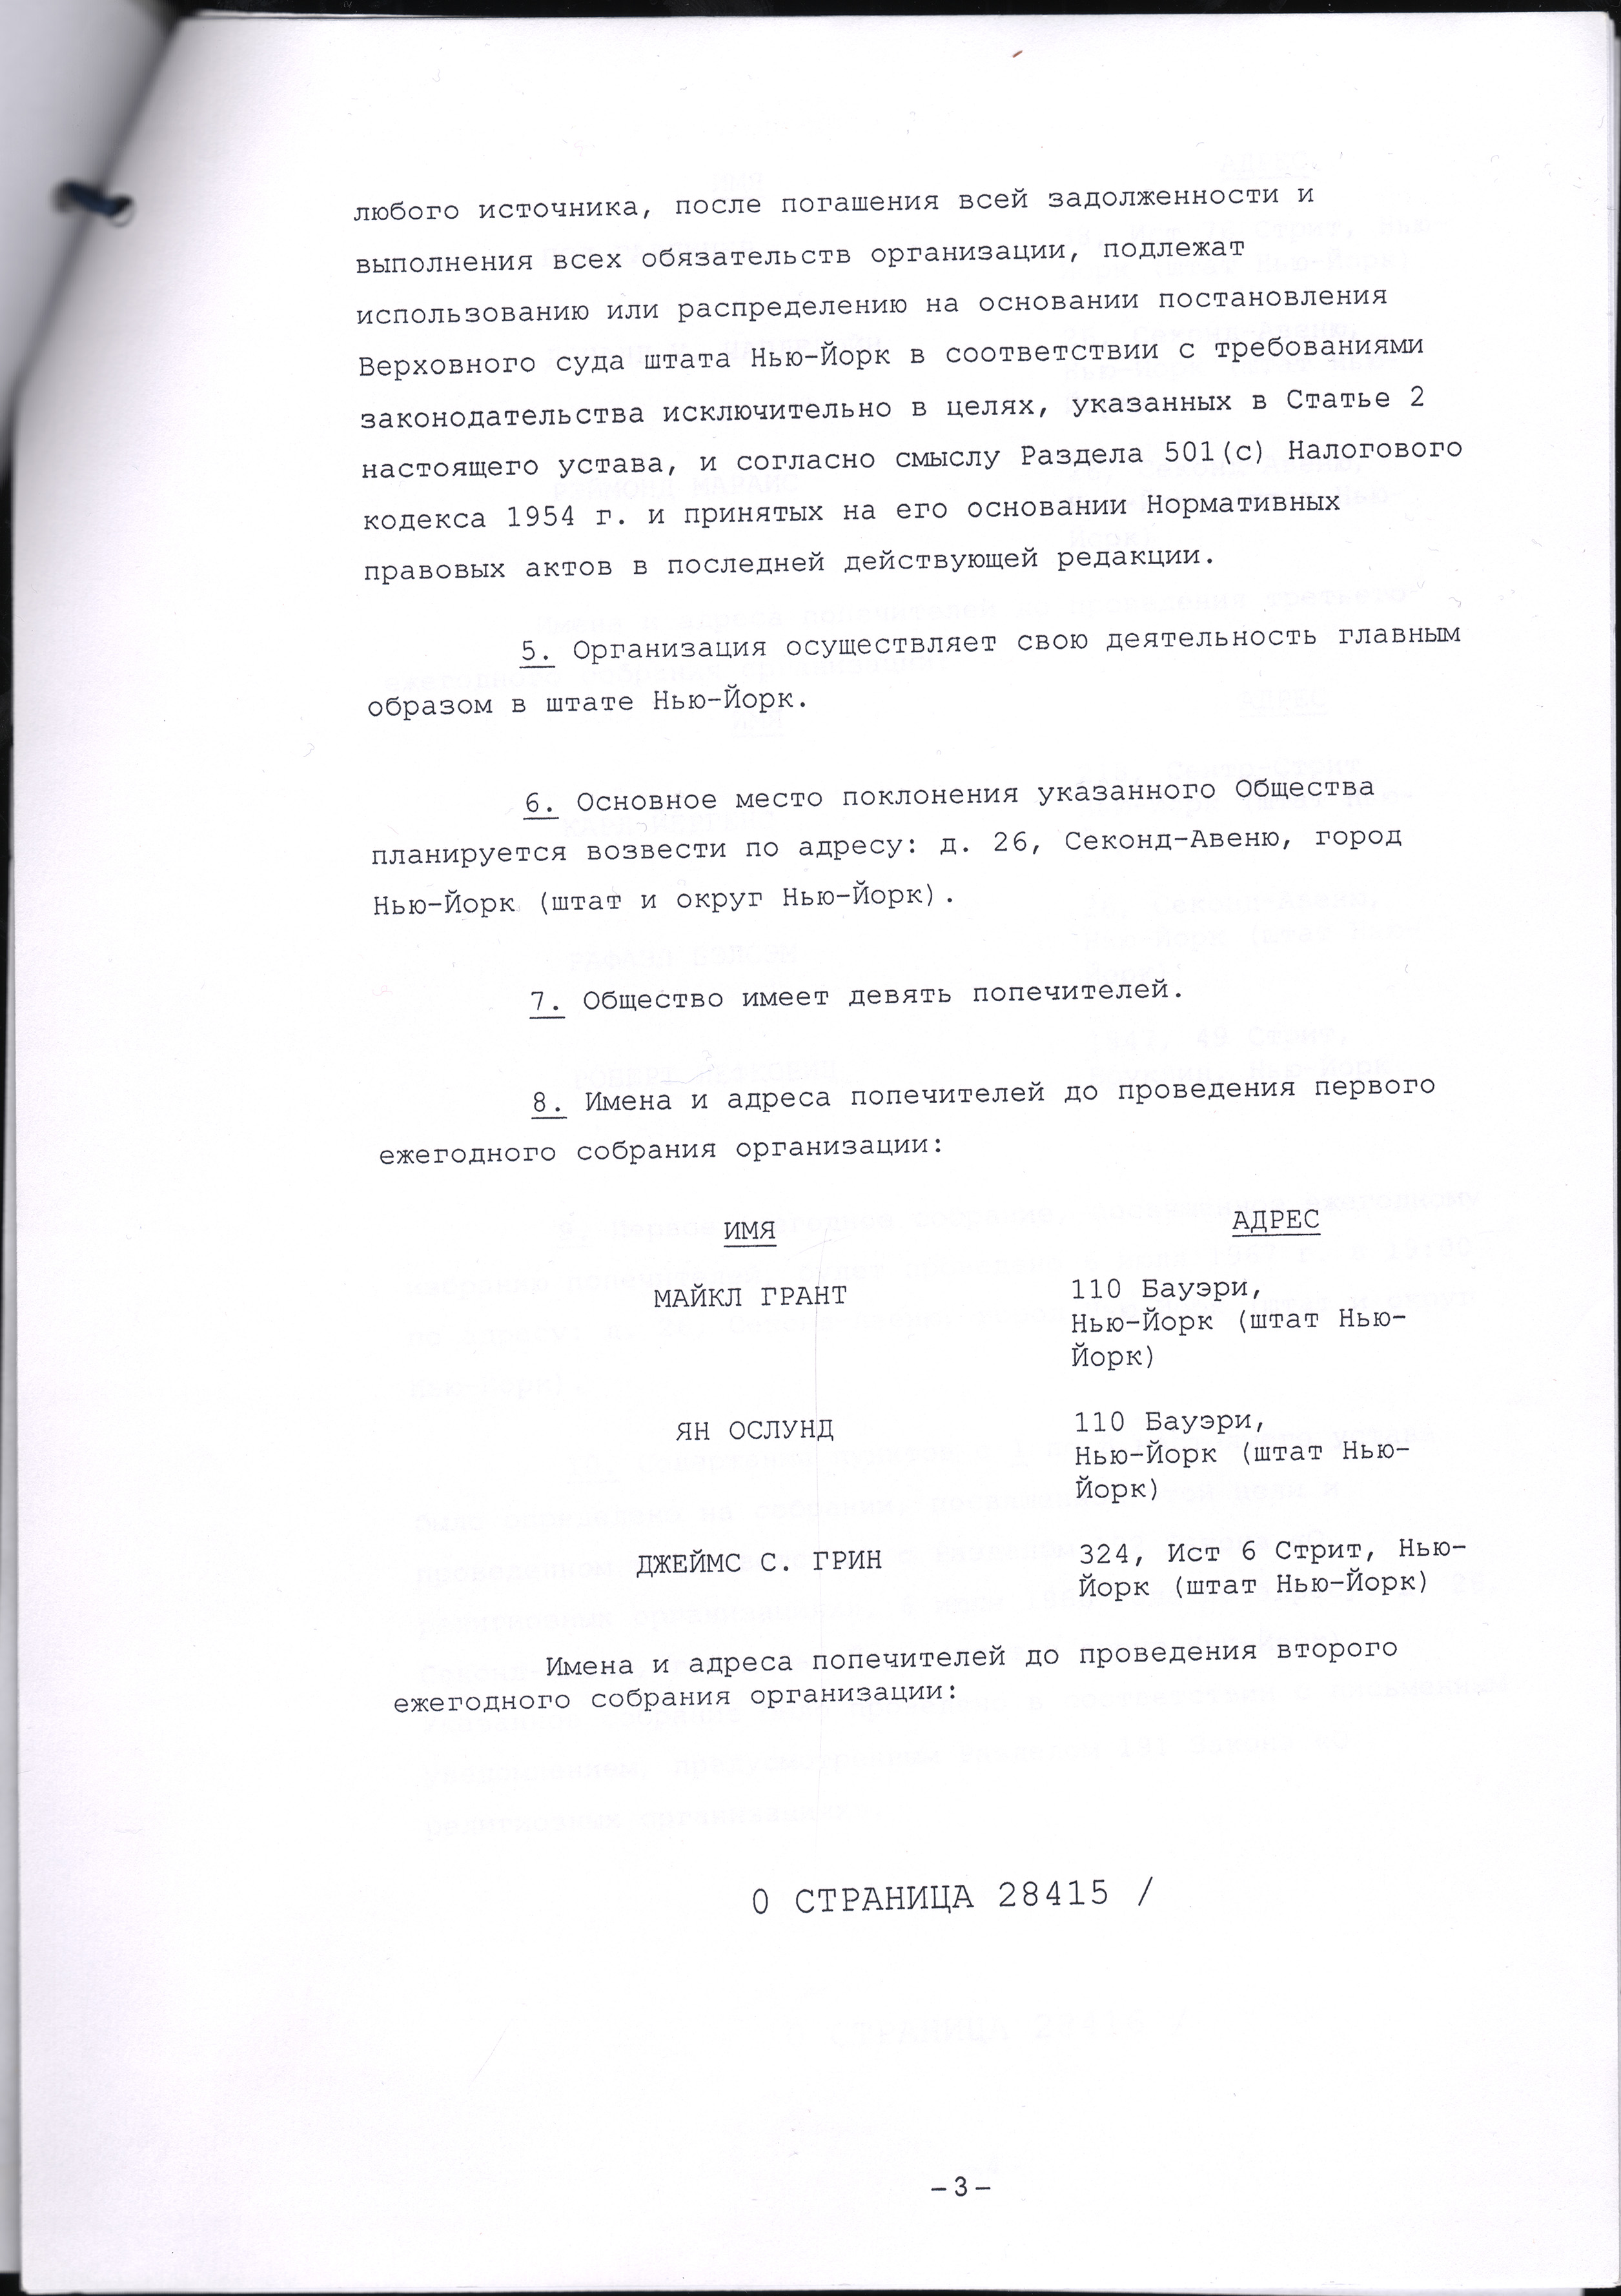 любого источника, после погашения всей задолженности и
выполнения всех обязательств организации, подлежат
использованию или распределению на основании постановления
Верховного суда штата Нью-Йорк в соответствии с требованиями
законодательства исключительно в целях, указанных в Статье 2
настоящего устава, и согласно смыслу Раздела 501(c) Налогового
кодекса 1954 г. и принятых на его основании Нормативных
правовых актов в последней действующей редакции.
5. Организация осуществляет свою деятельность главным
образом в штате Нью-Йорк.
6. Основное место поклонения указанного Общества
планируется возвести по адресу: д. 26, Секонд-Авеню, город
Нью-Йорк (штат и округ Нью-Йорк).
7. Общество имеет девять попечителей.
8. Имена и адреса попечителей до проведения первого
ежегодного собрания организации:
ИМЯ АДРЕС
МАЙКЛ ГРАНТ 110 Бауэри,
Нью-Йорк (штат Нью-
Йорк)
ЯН ОСЛУНД 110 Бауэри,
Нью-Йорк (штат Нью-
Йорк)
ДЖЕЙМС С. ГРИН 324, Ист 6 Стрит, Нью-
Йорк (штат Нью-Йорк)
Имена и адреса попечителей до проведения второго
ежегодного собрания организации:
0 СТРАНИЦА 28415 /
-3-